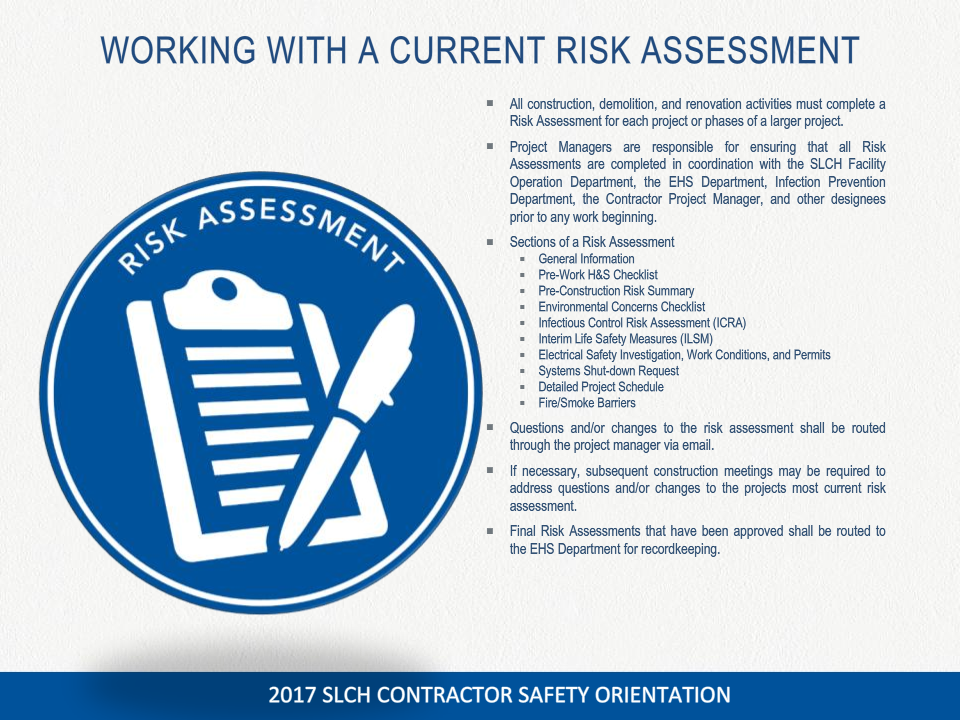 WORKING WITH A CURRENT RISK ASSESSMENT
RISK ASSESSMENT
▪ All construction, demolition, and renovation activities must complete a
Risk Assessment for each project or phases of a larger project.
▪ Project Managers are responsible for ensuring that all Risk
Assessments are completed in coordination with the SLCH Facility
Operation Department, the EHS Department, Infection Prevention
Department, the Contractor Project Manager, and other designees
prior to any work beginning.
▪ Sections of a Risk Assessment
▪ General Information
▪ Pre-Work H&S Checklist
▪ Pre-Construction Risk Summary
▪ Environmental Concerns Checklist
▪ Infectious Control Risk Assessment (ICRA)
▪ Interim Life Safety Measures (ILSM)
▪ Electrical Safety Investigation, Work Conditions, and Permits
▪ Systems Shut-down Request
▪ Detailed Project Schedule
▪ Fire/Smoke Barriers
▪ Questions and/or changes to the risk assessment shall be routed
through the project manager via email.
▪ If necessary, subsequent construction meetings may be required to
address questions and/or changes to the projects most current risk
assessment.
▪ Final Risk Assessments that have been approved shall be routed to
the EHS Department for recordkeeping.
2017 SLCH CONTRACTOR SAFETY ORIENTATION